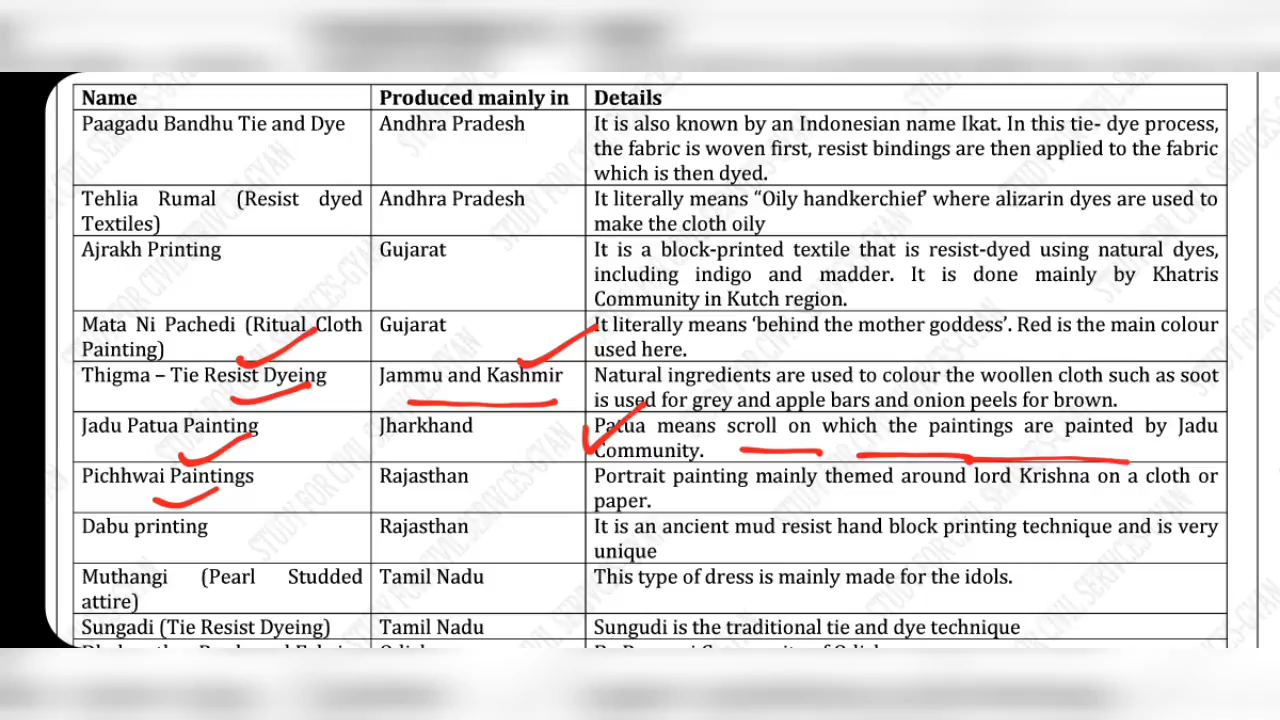 Name Produced mainly in Details
Paagadu Bandhu Tie and Dye Andhra Pradesh It is also known by an Indonesian name Ikat. In this tie- dye process,
the fabric is woven first, resist bindings are then applied to the fabric
which is then dyed.
Tehlia Rumal (Resist dyed Andhra Pradesh It literally means “Oily handkerchief’ where alizarin dyes are used to
Textiles) make the cloth oily
Ajrakh Printing Gujarat It is a block-printed textile that is resist-dyed using natural dyes,
including indigo and madder. It is done mainly by Khatris
Community in Kutch region.
Mata Ni Pachedi (Ritual Cloth Gujarat It literally means ‘behind the mother goddess’. Red is the main colour
Painting) used here.
Thigma – Tie Resist Dyeing Jammu and Kashmir Natural ingredients are used to colour the woollen cloth such as soot
is used for grey and apple bars and onion peels for brown.
Jadu Patua Painting Jharkhand Patua means scroll on which the paintings are painted by Jadu
Community.
Pichhwai Paintings Rajasthan Portrait painting mainly themed around lord Krishna on a cloth or
paper.
Dabu printing Rajasthan It is an ancient mud resist hand block printing technique and is very
unique
Muthangi (Pearl Studded Tamil Nadu This type of dress is mainly made for the idols.
attire)
Sungadi (Tie Resist Dyeing) Tamil Nadu Sungudi is the traditional tie and dye technique